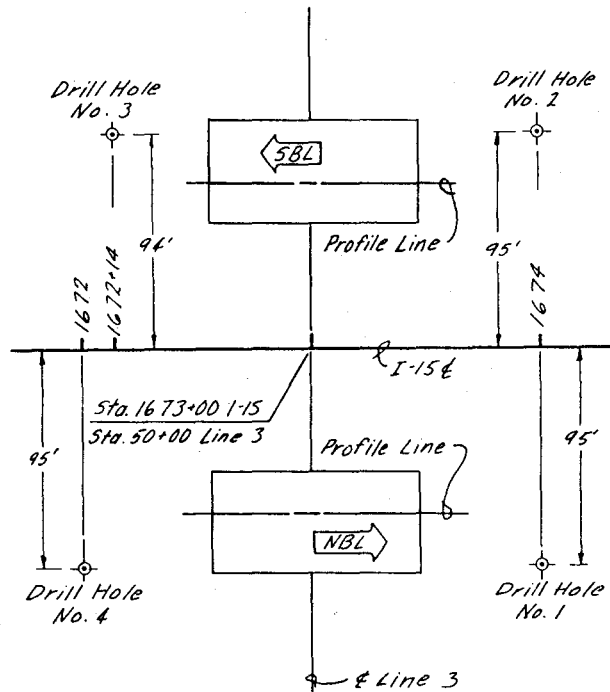 Drill Hole
No. 3
Drill Hole
No. 2
SBL
Profile Line
94'
95'
1672
1672+14
1674
I-15 ℄
Sta. 1673+00 I-15
Sta. 50+00 Line 3
Profile Line
95'
95'
NBL
Drill Hole
No. 4
Drill Hole
No. 1
℄ Line 3